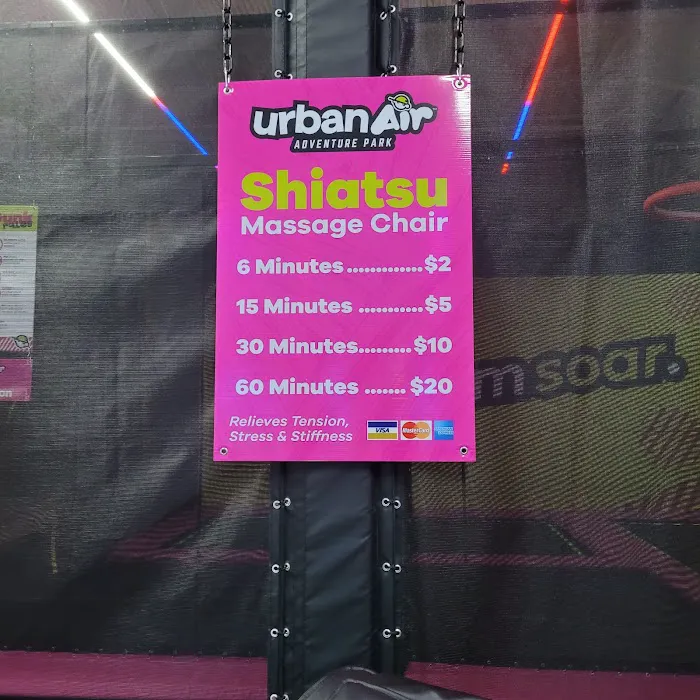 urbanAir
ADVENTURE PARK
Shiatsu
Massage Chair
6 Minutes.............$2
15 Minutes ...........$5
30 Minutes.........$10
60 Minutes ....... $20
Relieves Tension,
Stress & Stiffness
VISA
MasterCard
m soar.